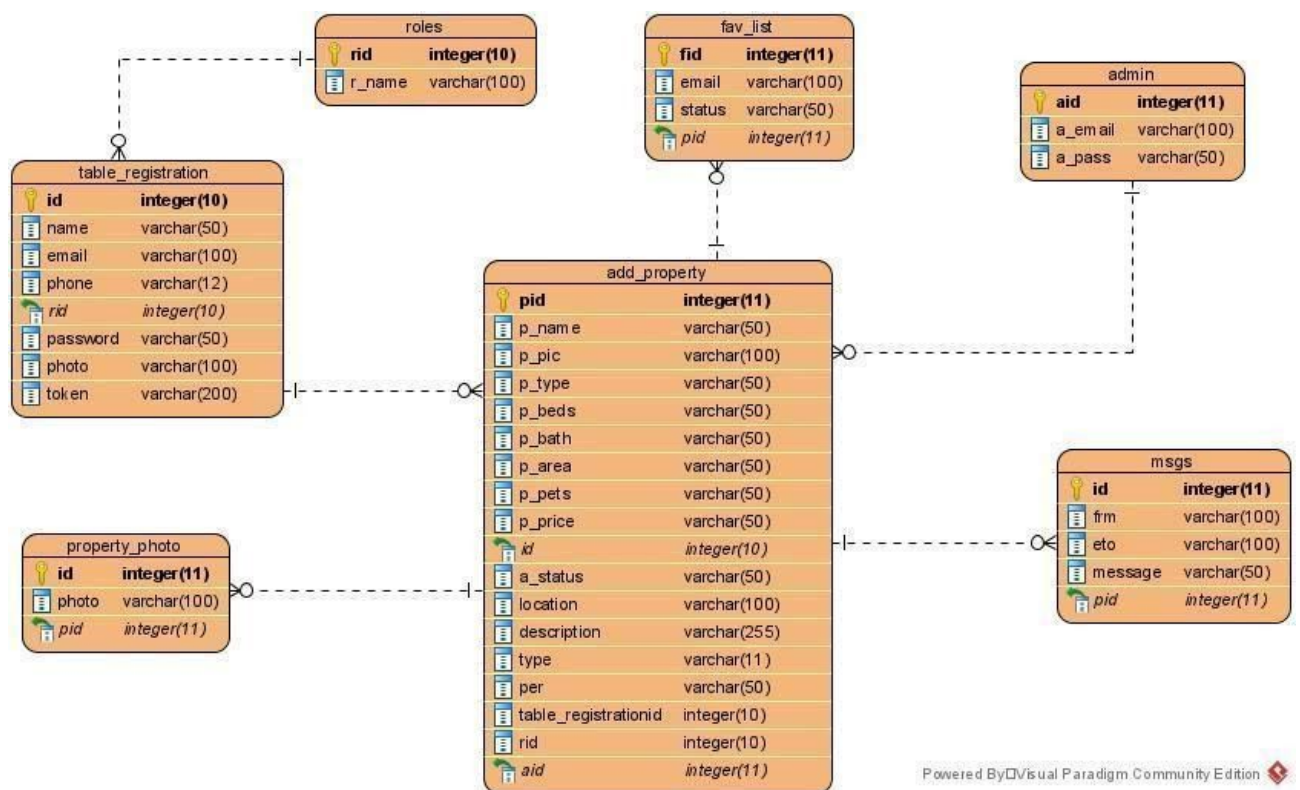 roles
rid integer(10)
r_name varchar(100)
fav_list
fid integer(11)
email varchar(100)
status varchar(50)
pid integer(11)
admin
aid integer(11)
a_email varchar(100)
a_pass varchar(50)
table_registration
id integer(10)
name varchar(50)
email varchar(100)
phone varchar(12)
rid integer(10)
password varchar(50)
photo varchar(100)
token varchar(200)
add_property
pid integer(11)
p_name varchar(50)
p_pic varchar(100)
p_type varchar(50)
p_beds varchar(50)
p_bath varchar(50)
p_area varchar(50)
p_pets varchar(50)
p_price varchar(50)
id integer(10)
a_status varchar(50)
location varchar(100)
description varchar(255)
type varchar(11)
per varchar(50)
table_registrationid integer(10)
rid integer(10)
aid integer(11)
msgs
id integer(11)
frm varchar(100)
eto varchar(100)
message varchar(50)
pid integer(11)
property_photo
id integer(11)
photo varchar(100)
pid integer(11)
Powered By□Visual Paradigm Community Edition